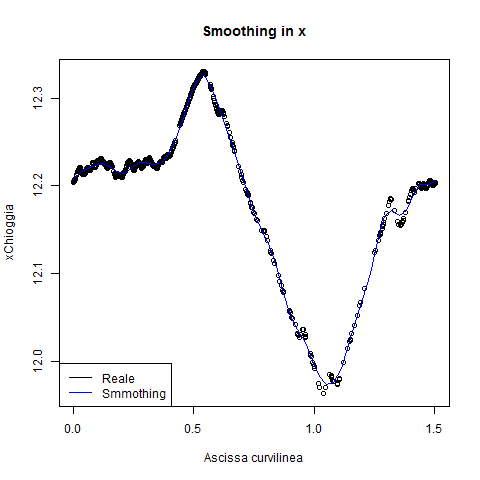 Smoothing in x
xChioggia
12.3
12.2
12.1
12.0
Reale
Smmothing
0.0 0.5 1.0 1.5
Ascissa curvilinea